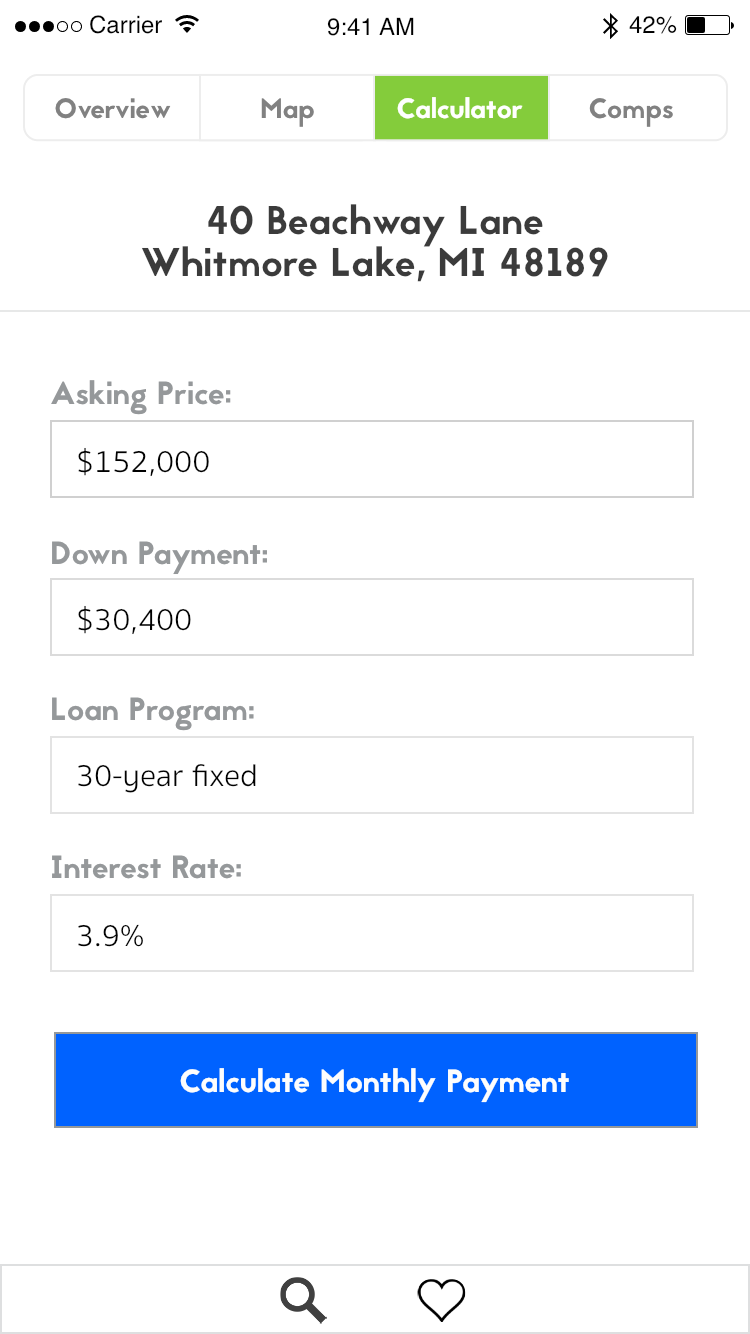 Carrier 9:41 AM 42%
Overview Map Calculator Comps
40 Beachway Lane
Whitmore Lake, MI 48189
Asking Price:
$152,000
Down Payment:
$30,400
Loan Program:
30-year fixed
Interest Rate:
3.9%
Calculate Monthly Payment